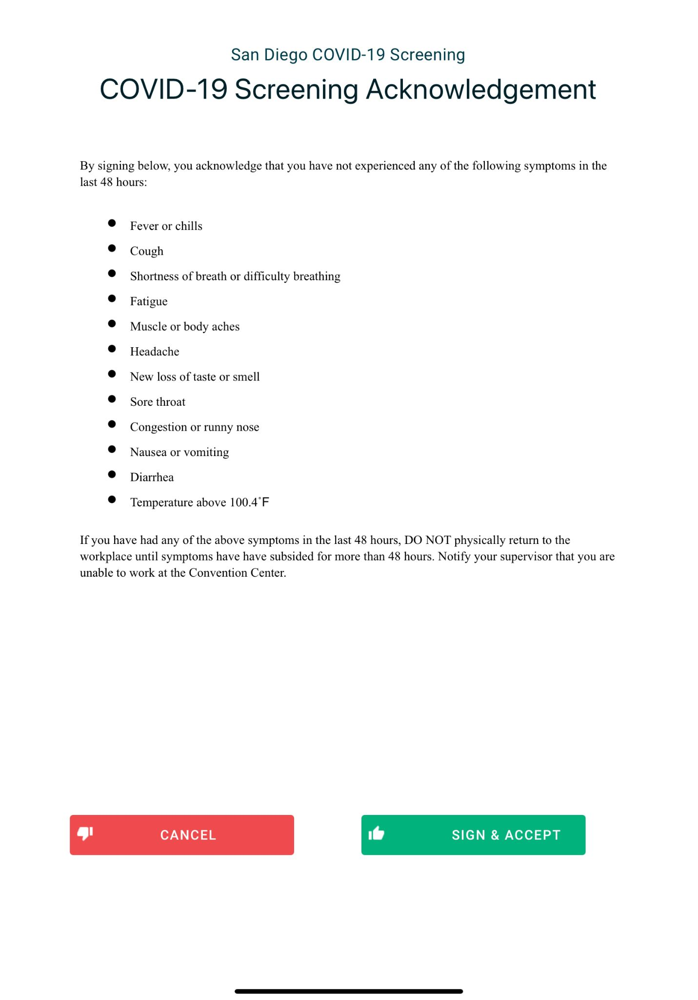 San Diego COVID-19 Screening
COVID-19 Screening Acknowledgement
By signing below, you acknowledge that you have not experienced any of the following symptoms in the
last 48 hours:
● Fever or chills
● Cough
● Shortness of breath or difficulty breathing
● Fatigue
● Muscle or body aches
● Headache
● New loss of taste or smell
● Sore throat
● Congestion or runny nose
● Nausea or vomiting
● Diarrhea
● Temperature above 100.4˚F
If you have had any of the above symptoms in the last 48 hours, DO NOT physically return to the
workplace until symptoms have have subsided for more than 48 hours. Notify your supervisor that you are
unable to work at the Convention Center.
CANCEL
SIGN & ACCEPT